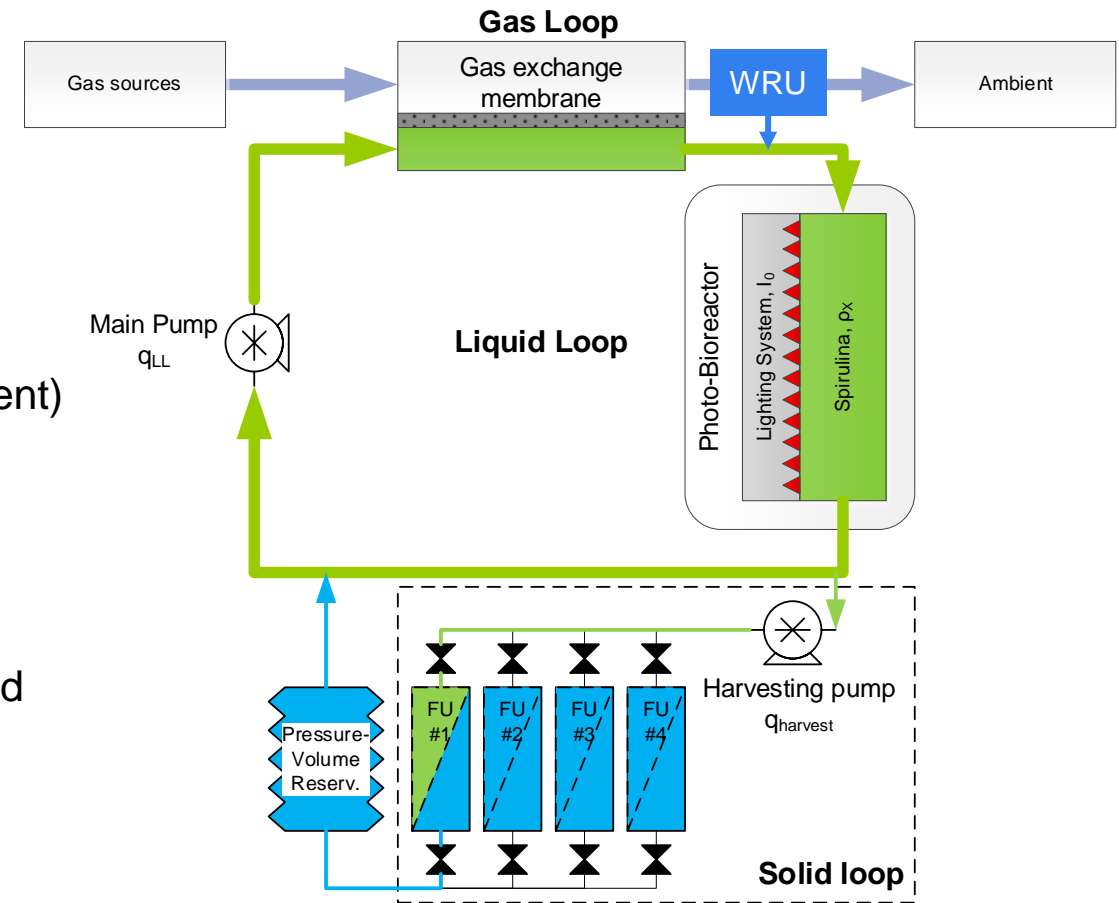 Gas Loop
Gas sources
Gas exchange
membrane
WRU
Ambient
Main Pump
qLL
Liquid Loop
Photo-Bioreactor
Lighting System, I0
Spirulina, ρX
ent)
d
Harvesting pump
qharvest
Pressure-
Volume
Reserv.
FU
#1
FU
#2
FU
#3
FU
#4
Solid loop